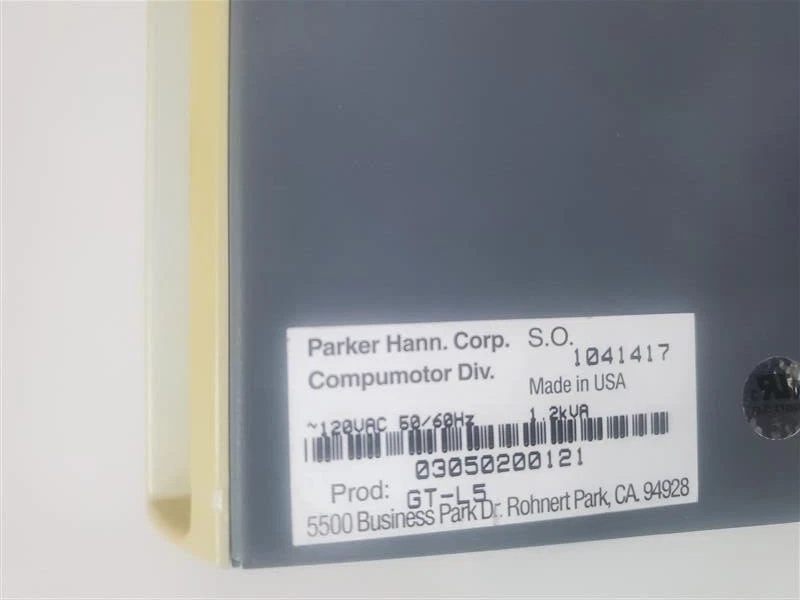 Parker Hann. Corp. S.O. 1041417
Compumotor Div. Made in USA
~120VAC 50/60Hz 1.2kVA
03050200121
Prod: GT-L5
5500 Business Park Dr. Rohnert Park, CA. 94928